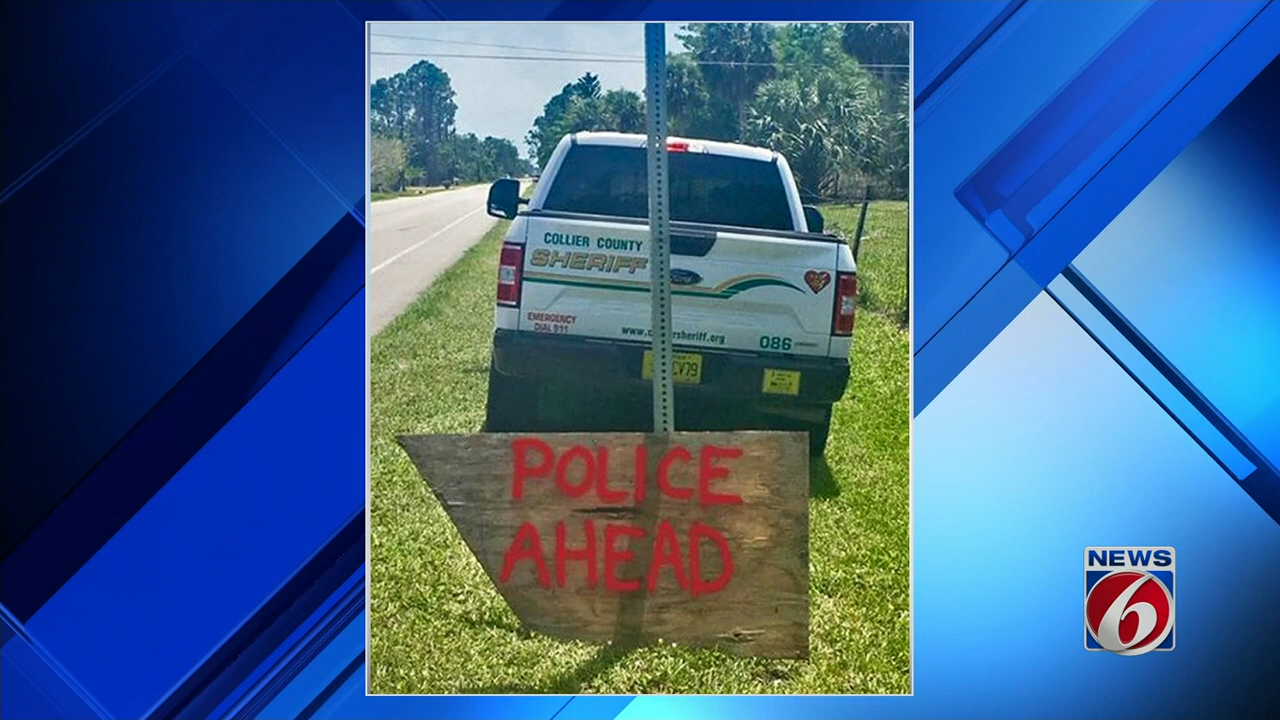 COLLIER COUNTY
SHERIFF
EMERGENCY
DIAL 911
086
POLICE
AHEAD
NEWS
6